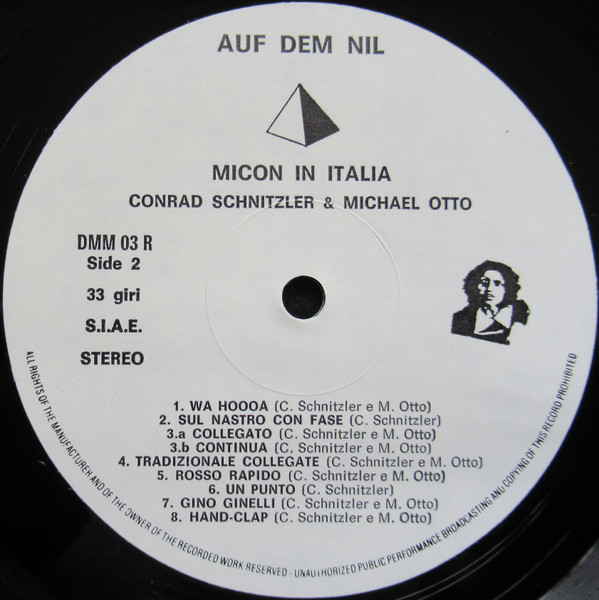 AUF DEM NIL
MICON IN ITALIA
CONRAD SCHNITZLER & MICHAEL OTTO
DMM 03 R
Side 2
33 giri
S.I.A.E.
STEREO
1. WA HOOOA (C. Schnitzler e M. Otto)
2. SUL NASTRO CON FASE (C. Schnitzler)
3.a COLLEGATO (C. Schnitzler e M. Otto)
3.b CONTINUA (C. Schnitzler e M. Otto)
4. TRADIZIONALE COLLEGATE (C. Schnitzler e M. Otto)
5. ROSSO RAPIDO (C. Schnitzler e M. Otto)
6. UN PUNTO (C. Schnitzler)
7. GINO GINELLI (C. Schnitzler e M. Otto)
8. HAND-CLAP (C. Schnitzler e M. Otto)
ALL RIGHTS OF THE MANUFACTUREH AND OF THE OWNER OF THE RECORDED WORK RESERVED - UNAUTHORIZED PUBLIC PERFORMANCE BROADCASTING AND COPYING OF THIS RECORD PROHIBITED